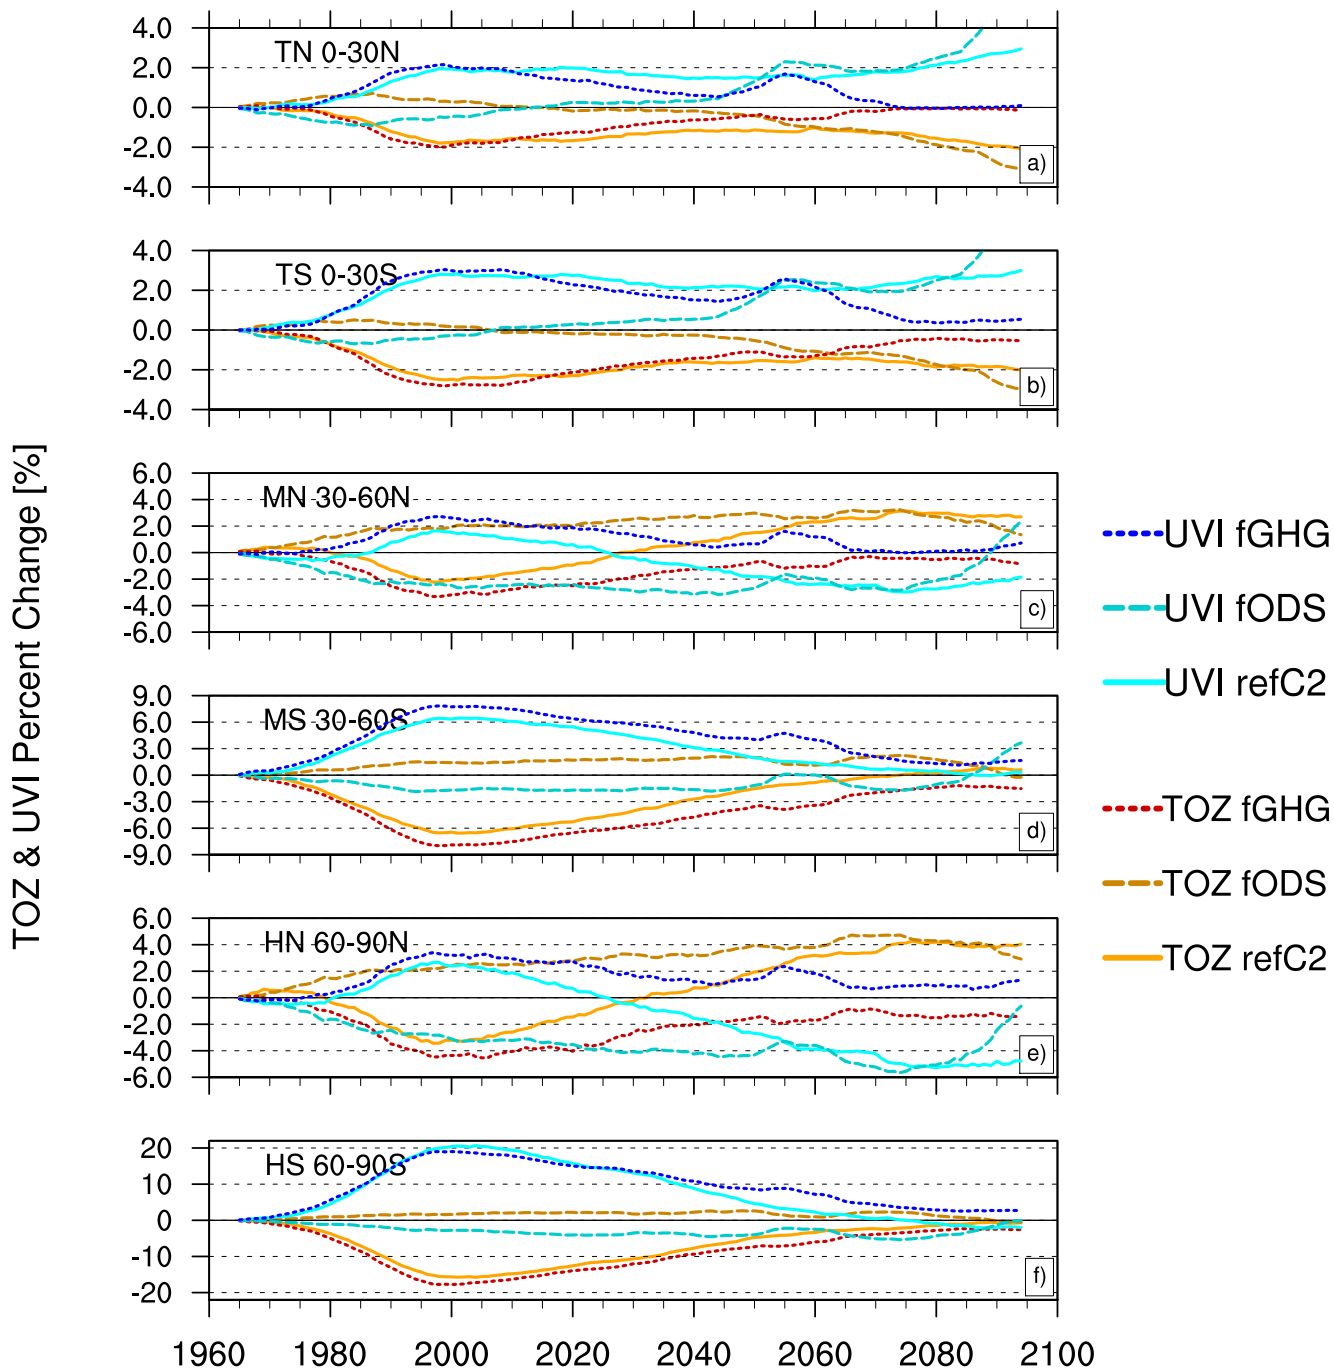 TOZ & UVI Percent Change [%]
TN 0-30N
4.0
2.0
0.0
-2.0
-4.0
a)
TS 0-30S
4.0
2.0
0.0
-2.0
-4.0
b)
MN 30-60N
6.0
4.0
2.0
0.0
-2.0
-4.0
-6.0
c)
MS 30-60S
9.0
6.0
3.0
0.0
-3.0
-6.0
-9.0
d)
HN 60-90N
6.0
4.0
2.0
0.0
-2.0
-4.0
-6.0
e)
HS 60-90S
20
10
0
-10
-20
f)
1960 1980 2000 2020 2040 2060 2080 2100
UVI fGHG
UVI fODS
UVI refC2
TOZ fGHG
TOZ fODS
TOZ refC2